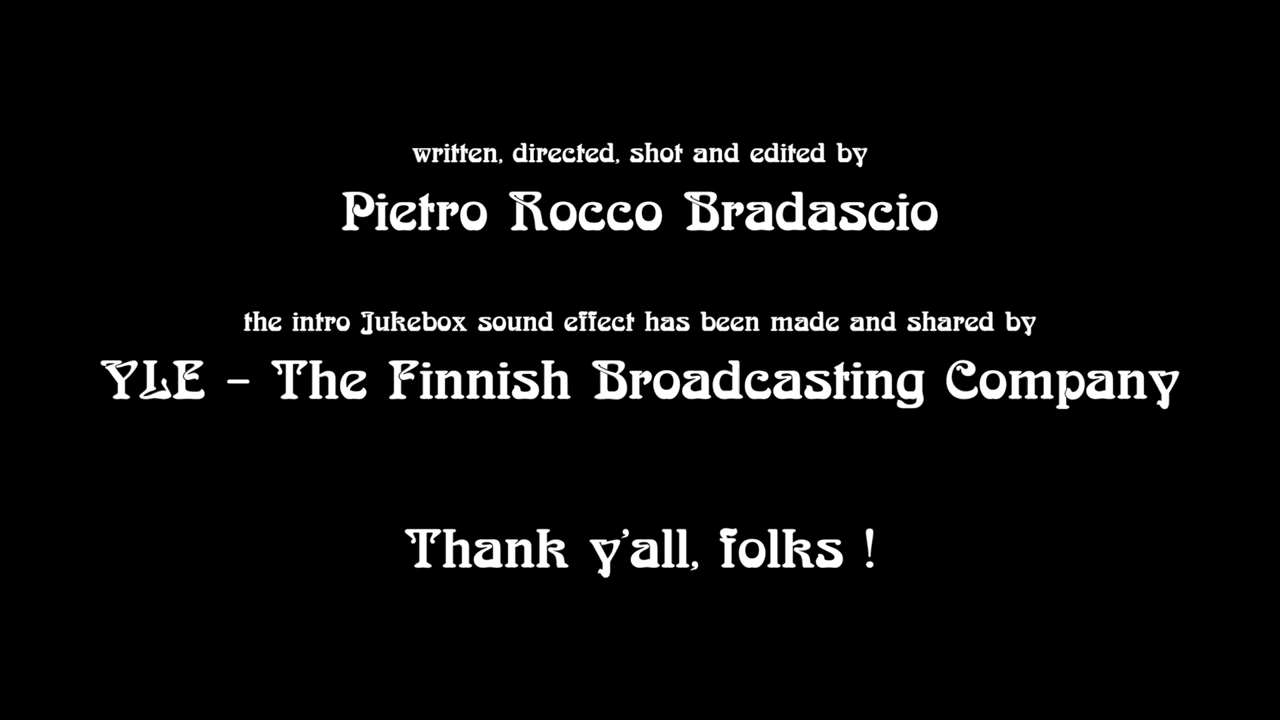 written, directed, shot and edited by
Pietro Rocco Bradascio
the intro Jukebox sound effect has been made and shared by
YLE - The Finnish Broadcasting Company
Thank y'all, folks !